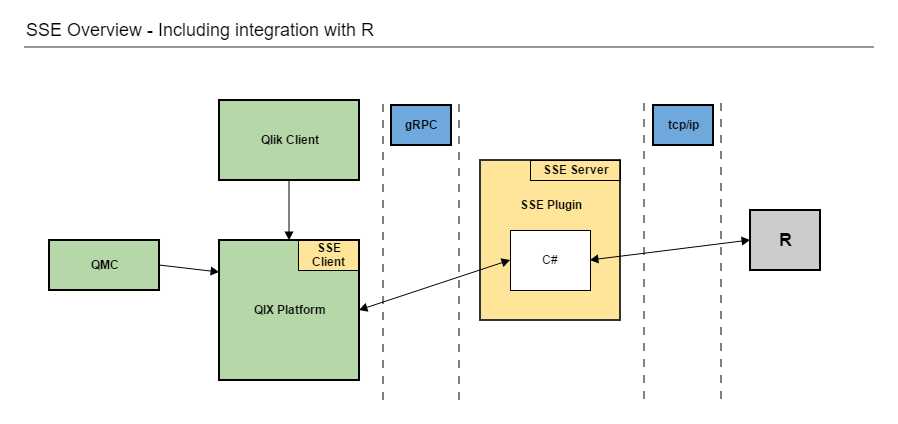 SSE Overview - Including integration with R
gRPC
tcp/ip
Qlik Client
SSE Server
SSE Plugin
SSE
Client
QMC
QIX Platform
C#
R